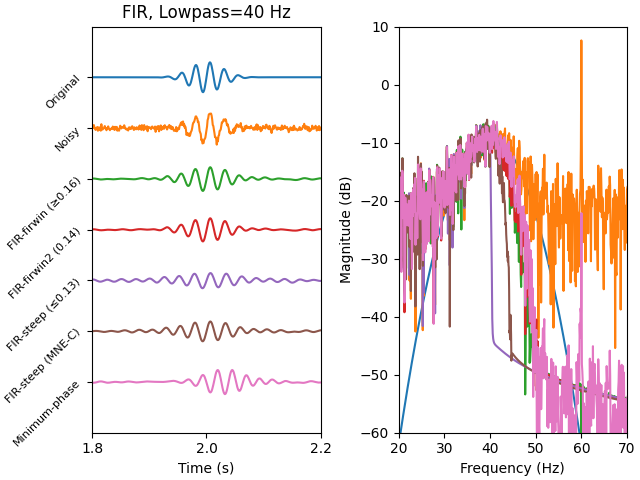 FIR, Lowpass=40 Hz
Original
Noisy
FIR-firwin (≥0.16)
FIR-firwin2 (0.14)
FIR-steep (≤0.13)
FIR-steep (MNE-C)
Minimum-phase
1.8
2.0
2.2
Time (s)
10
0
−10
−20
−30
−40
−50
−60
Magnitude (dB)
20
30
40
50
60
70
Frequency (Hz)